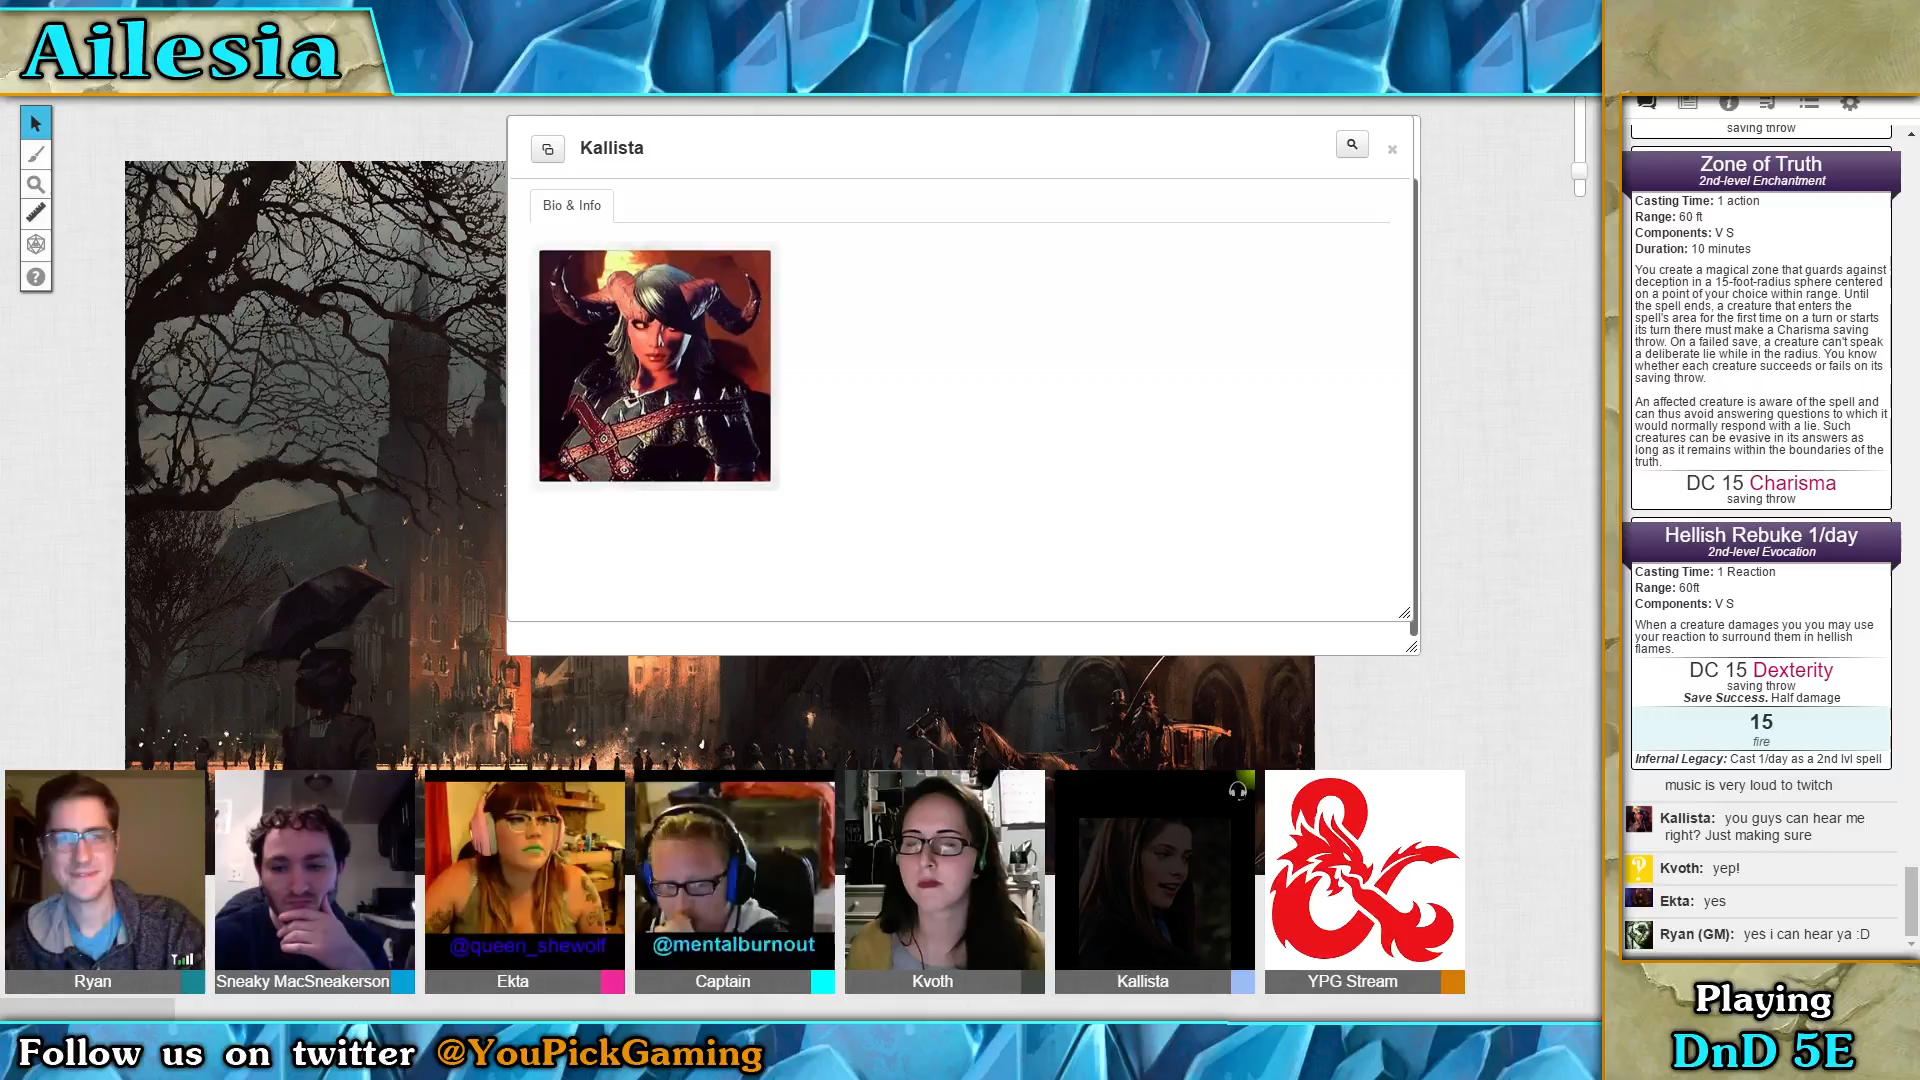 Ailesia
Kallista
Bio & Info
saving throw
Zone of Truth
2nd-level Enchantment
Casting Time: 1 action
Range: 60 ft
Components: V S
Duration: 10 minutes
You create a magical zone that guards against
deception in a 15-foot-radius sphere centered
on a point of your choice within range. Until
the spell ends, a creature that enters the
spell's area for the first time on a turn or starts
its turn there must make a Charisma saving
throw. On a failed save, a creature can't speak
a deliberate lie while in the radius. You know
whether each creature succeeds or fails on its
saving throw.
An affected creature is aware of the spell and
can thus avoid answering questions to which it
would normally respond with a lie. Such
creatures can be evasive in its answers as
long as it remains within the boundaries of the
truth.
DC 15 Charisma
saving throw
Hellish Rebuke 1/day
2nd-level Evocation
Casting Time: 1 Reaction
Range: 60ft
Components: V S
When a creature damages you you may use
your reaction to surround them in hellish
flames.
DC 15 Dexterity
saving throw
Save Success. Half damage
15
fire
Infernal Legacy: Cast 1/day as a 2nd lvl spell
music is very loud to twitch
Kallista: you guys can hear me
right? Just making sure
Kvoth: yep!
Ekta: yes
Ryan (GM): yes i can hear ya :D
@queen_shewolf
@mentalburnout
Ryan
Sneaky MacSneakerson
Ekta
Captain
Kvoth
Kallista
YPG Stream
Follow us on twitter @YouPickGaming
Playing
DnD 5E